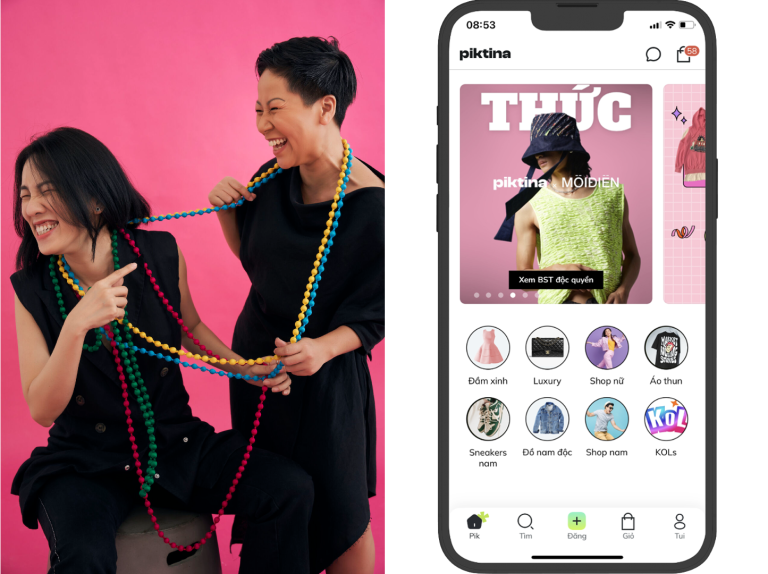 08:53
piktina
58
THỨC
piktina MÖIĐIÊN
Xem BST độc quyền
Đầm xinh
Luxury
Shop nữ
Áo thun
KOL
Sneakers
nam
Đồ nam độc
Shop nam
KOLs
Pik
Tìm
Đăng
Giỏ
Tui